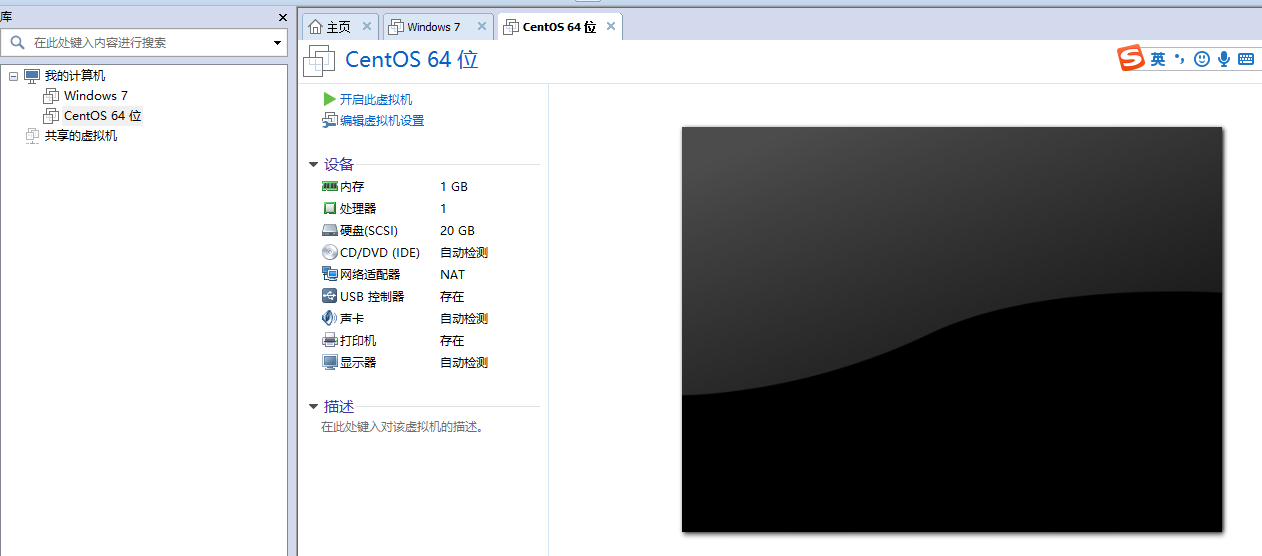 库
在此处键入内容进行搜索
我的计算机
Windows 7
CentOS 64 位
共享的虚拟机
主页
Windows 7
CentOS 64 位
CentOS 64 位
英
开启此虚拟机
编辑虚拟机设置
设备
内存 1 GB
处理器 1
硬盘(SCSI) 20 GB
CD/DVD (IDE) 自动检测
网络适配器 NAT
USB 控制器 存在
声卡 自动检测
打印机 存在
显示器 自动检测
描述
在此处键入对该虚拟机的描述。